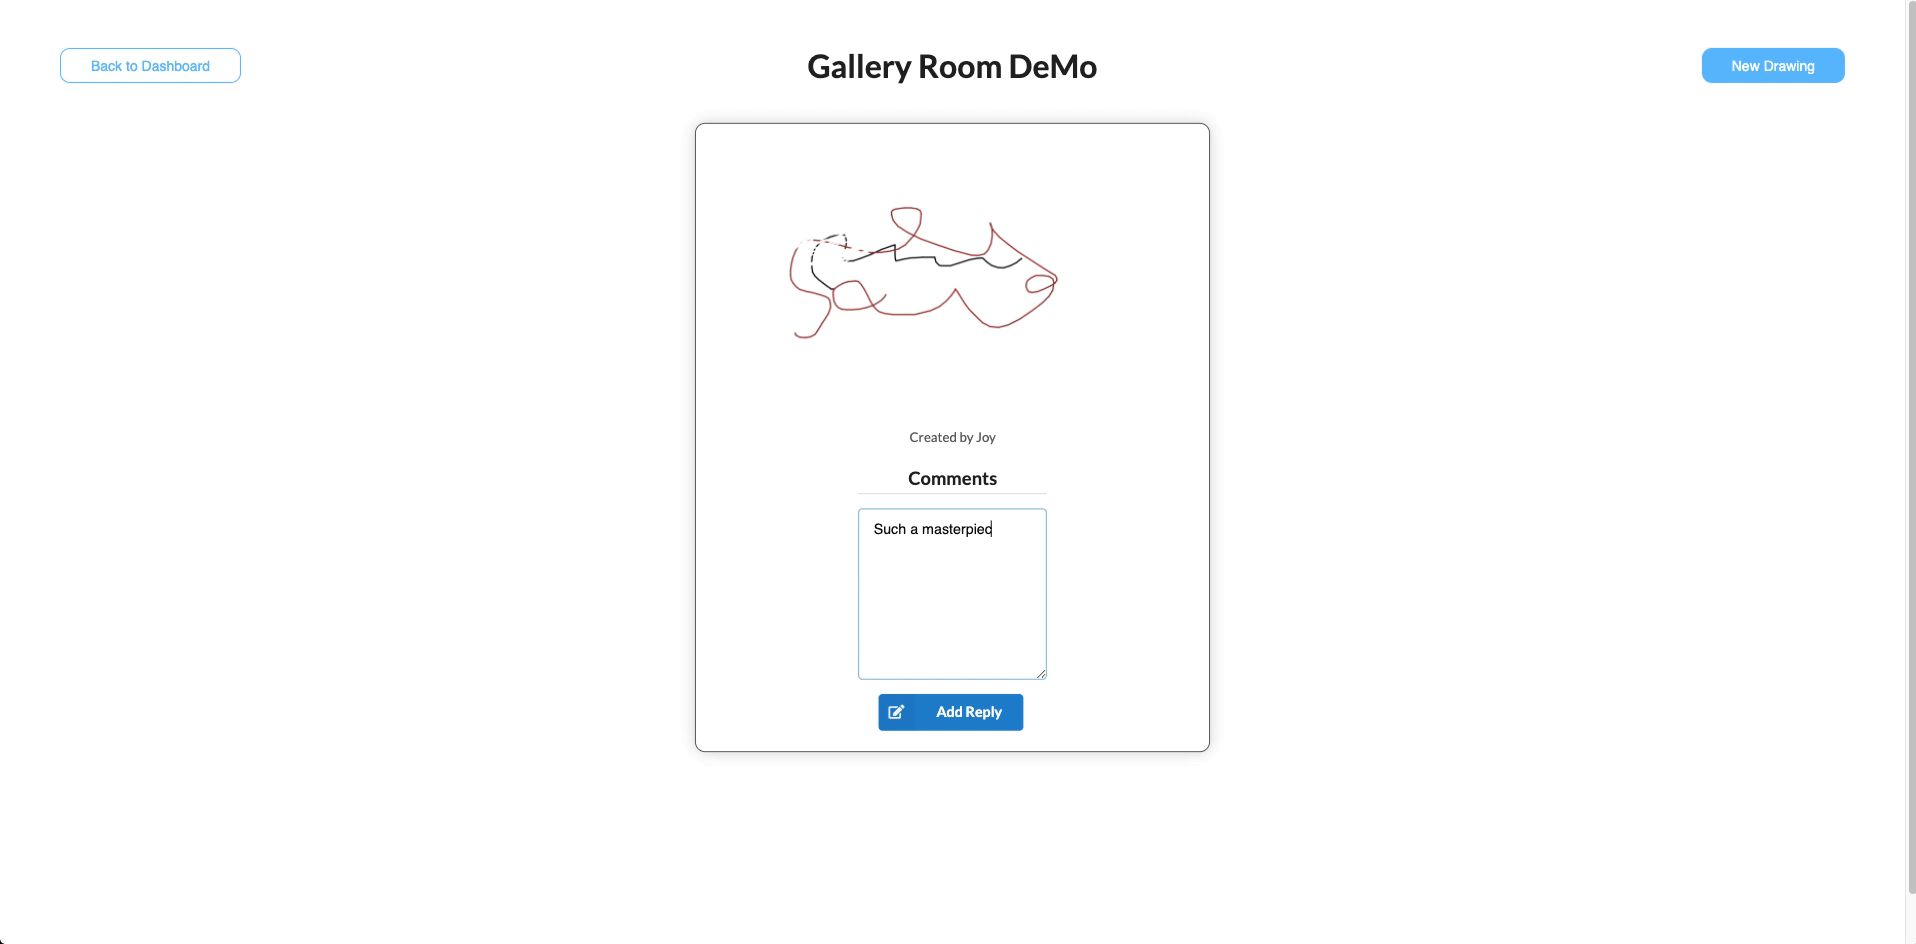 Back to Dashboard
Gallery Room DeMo
New Drawing
Created by Joy
Comments
Such a masterpiec
Add Reply